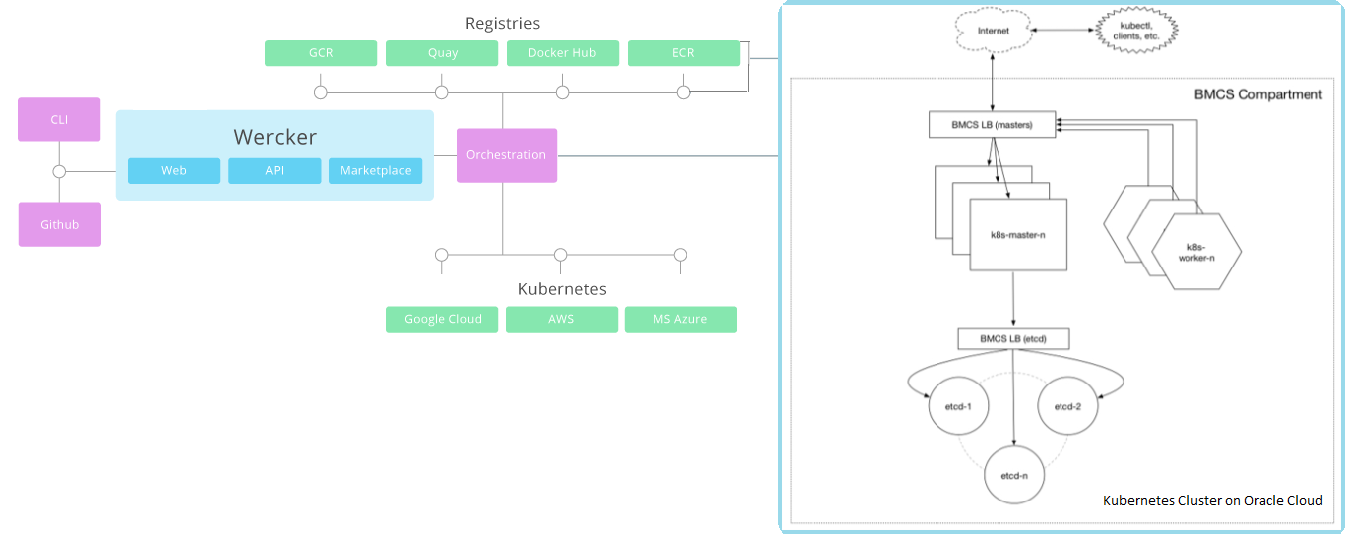 Registries
GCR
Quay
Docker Hub
ECR
CLI
Github
Wercker
Web
API
Marketplace
Orchestration
Kubernetes
Google Cloud
AWS
MS Azure
Internet
kubectl,
clients, etc.
BMCS Compartment
BMCS LB (masters)
k8s-master-n
k8s-
worker-n
BMCS LB (etcd)
etcd-1
etcd-2
etcd-n
Kubernetes Cluster on Oracle Cloud